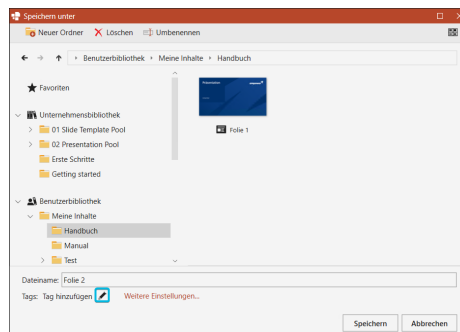 Speichern unter
Neuer Ordner Löschen Umbenennen
Benutzerbibliothek Meine Inhalte Handbuch
Favoriten
Unternehmensbibliothek
01 Slide Template Pool
02 Presentation Pool
Erste Schritte
Getting started
Benutzerbibliothek
Meine Inhalte
Handbuch
Manual
Test
Presentation
Folie 1
Dateiname: Folie 2
Tags: Tag hinzufügen Weitere Einstellungen...
Speichern Abbrechen